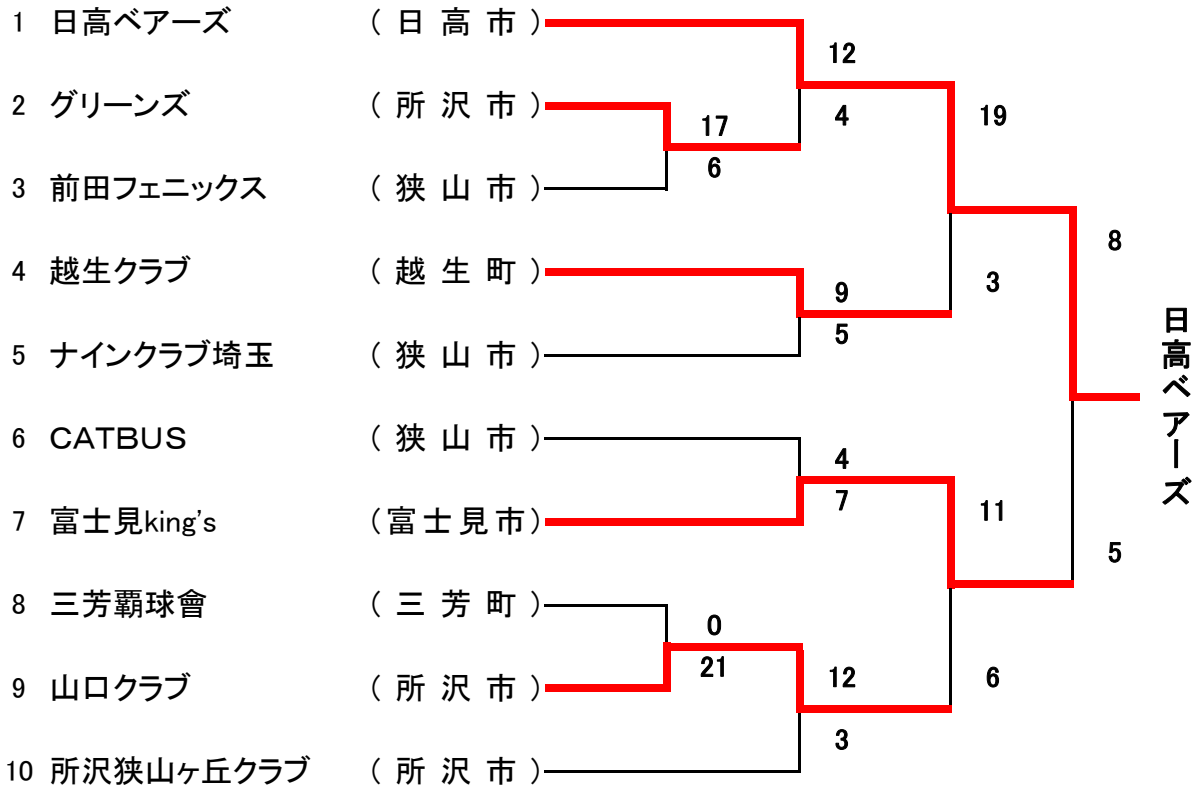 1 日高ベアーズ （日高市）
12
2 グリーンズ （所沢市）
17
4
19
6
3 前田フェニックス （狭山市）
8
4 越生クラブ （越生町）
9
3
5
5 ナインクラブ埼玉 （狭山市）
日高ベアーズ
6 CATBUS （狭山市）
4
7
11
7 富士見king's （富士見市）
5
8 三芳覇球會 （三芳町）
0
21
12
6
9 山口クラブ （所沢市）
3
10 所沢狭山ヶ丘クラブ （所沢市）